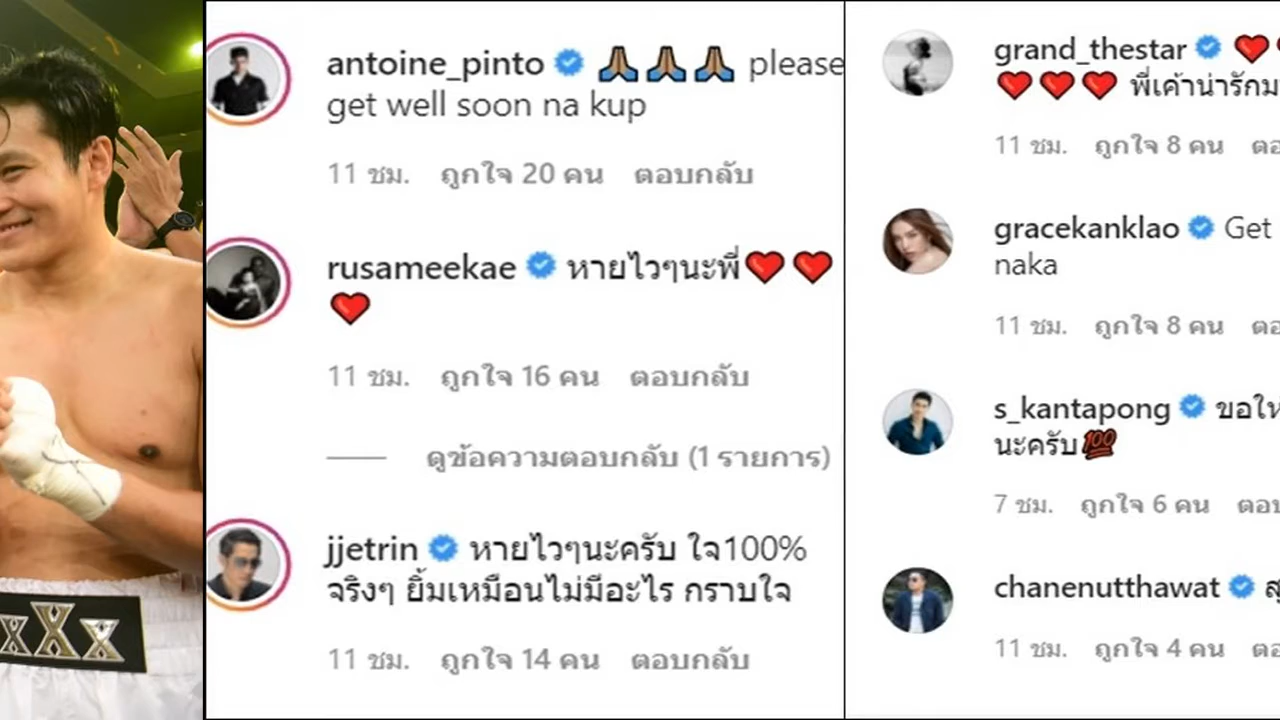 antoine_pinto 🙏🏽🙏🏽🙏🏽 please
get well soon na kup
11 ชม. ถูกใจ 20 คน ตอบกลับ
rusameekae หายไวๆนะพี่❤️❤️
❤️
11 ชม. ถูกใจ 16 คน ตอบกลับ
ดูข้อความตอบกลับ (1 รายการ)
jjetrin หายไวๆนะครับ ใจ100%
จริงๆ ยิ้มเหมือนไม่มีอะไร กราบใจ
11 ชม. ถูกใจ 14 คน ตอบกลับ
grand_thestar ❤️
❤️❤️❤️ พี่เค้าน่ารักม
11 ชม. ถูกใจ 8 คน ตอ
gracekanklao Get
naka
11 ชม. ถูกใจ 8 คน ตอ
s_kantapong ขอให้
นะครับ💯
7 ชม. ถูกใจ 6 คน ตอบ
chanenutthawat
11 ชม. ถูกใจ 4 คน ตอ
XXX